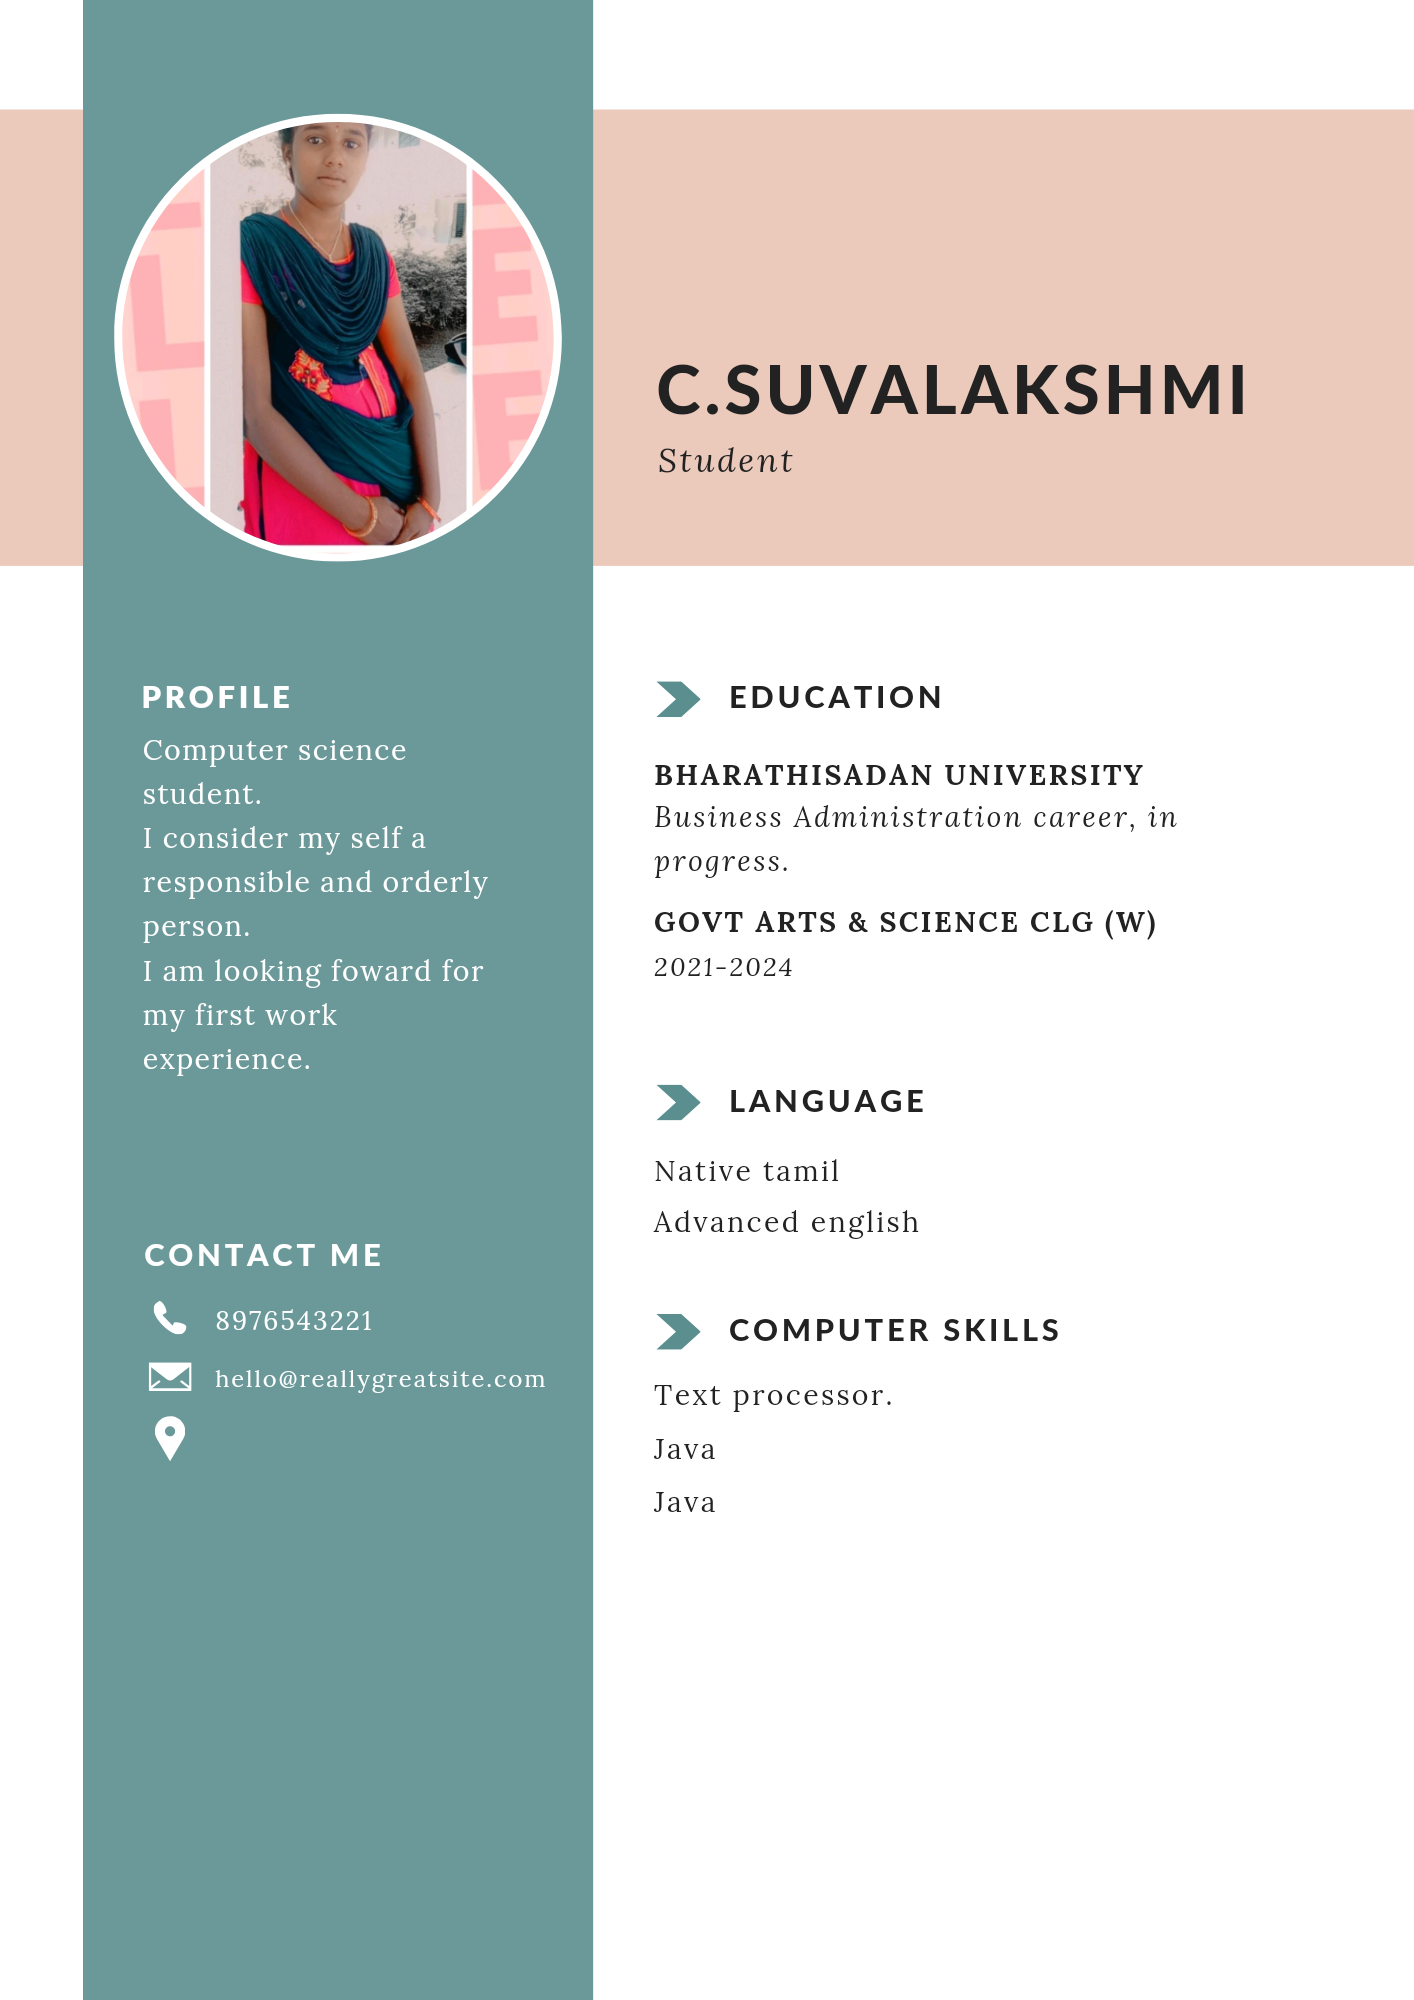 C.SUVALAKSHMI
Student
PROFILE
Computer science
student.
I consider my self a
responsible and orderly
person.
I am looking foward for
my first work
experience.
CONTACT ME
8976543221
hello@reallygreatsite.com
EDUCATION
BHARATHISADAN UNIVERSITY
Business Administration career, in
progress.
GOVT ARTS & SCIENCE CLG (W)
2021-2024
LANGUAGE
Native tamil
Advanced english
COMPUTER SKILLS
Text processor.
Java
Java